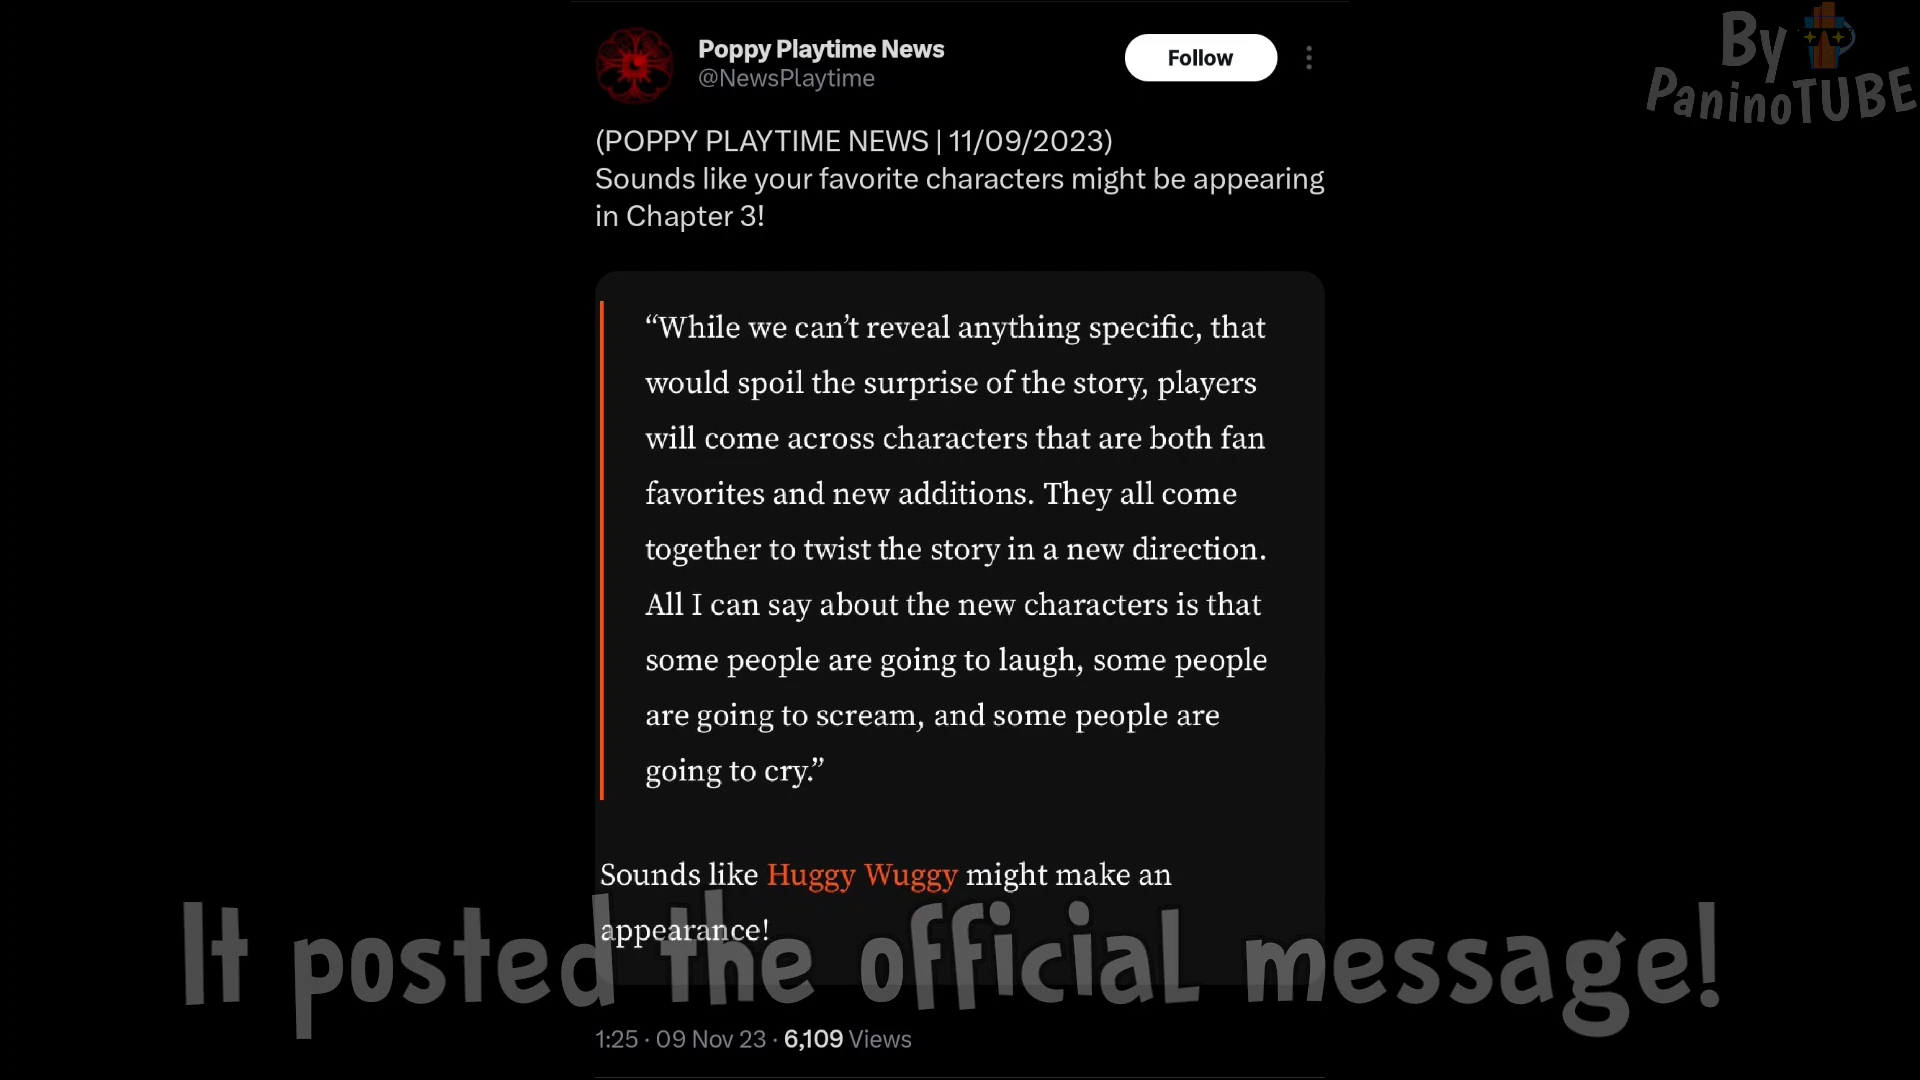 Poppy Playtime News
@NewsPlaytime
Follow
By
PaninoTUBE
(POPPY PLAYTIME NEWS | 11/09/2023)
Sounds like your favorite characters might be appearing
in Chapter 3!
“While we can’t reveal anything specific, that
would spoil the surprise of the story, players
will come across characters that are both fan
favorites and new additions. They all come
together to twist the story in a new direction.
All I can say about the new characters is that
some people are going to laugh, some people
are going to scream, and some people are
going to cry.”
Sounds like Huggy Wuggy might make an
appearance!
It posted the official message!
1:25 · 09 Nov 23 · 6,109 Views